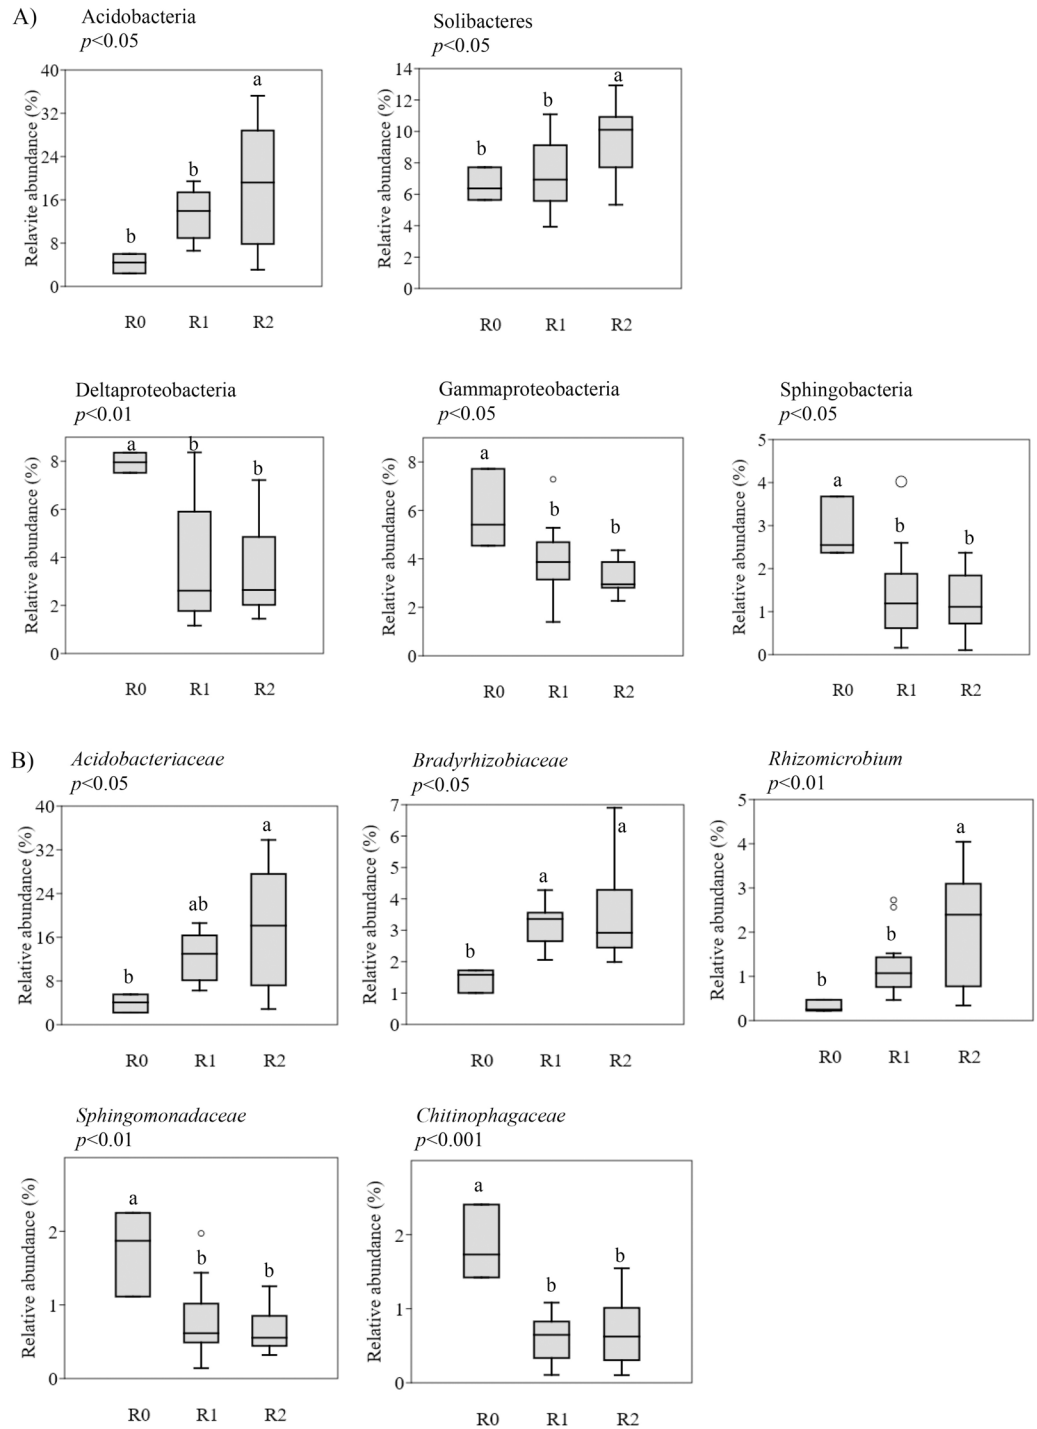 A)
Acidobacteria
p<0.05
Relavite abundance (%)
40
32
24
16
8
0
b
b
a
R0 R1 R2
Solibacteres
p<0.05
Relative abundance (%)
14
12
10
8
6
4
2
0
b
b
a
R0 R1 R2
Deltaproteobacteria
p<0.01
Relative abundance (%)
8
6
4
2
0
a
b
b
R0 R1 R2
Gammaproteobacteria
p<0.05
Relative abundance (%)
8
6
4
2
0
a
b
b
R0 R1 R2
Sphingobacteria
p<0.05
Relative abundance (%)
5
4
3
2
1
0
a
b
b
R0 R1 R2
B)
Acidobacteriaceae
p<0.05
Relative abundance (%)
40
32
24
16
8
0
b
ab
a
R0 R1 R2
Bradyrhizobiaceae
p<0.05
Relative abundance (%)
7
6
5
4
3
2
1
0
b
a
a
R0 R1 R2
Rhizomicrobium
p<0.01
Relative abundance (%)
5
4
3
2
1
0
b
b
a
R0 R1 R2
Sphingomonadaceae
p<0.01
Relative abundance (%)
2
1
0
a
b
b
R0 R1 R2
Chitinophagaceae
p<0.001
Relative abundance (%)
2
1
0
a
b
b
R0 R1 R2